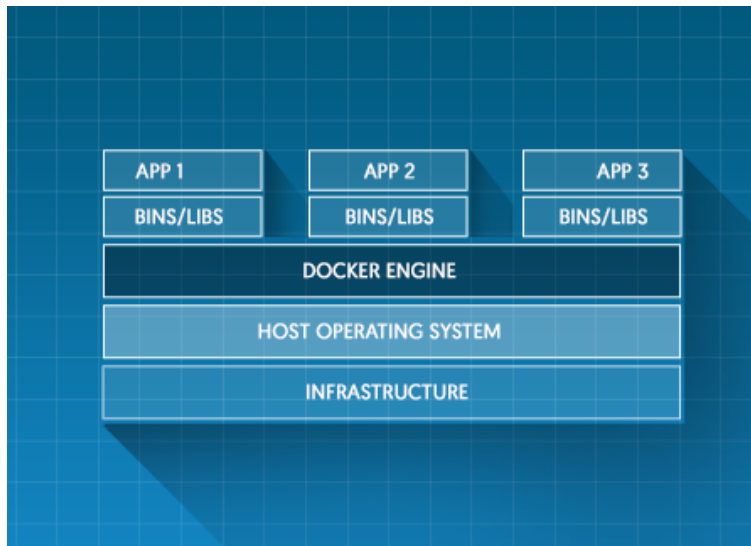 APP 1 APP 2 APP 3
BINS/LIBS BINS/LIBS BINS/LIBS
DOCKER ENGINE
HOST OPERATING SYSTEM
INFRASTRUCTURE